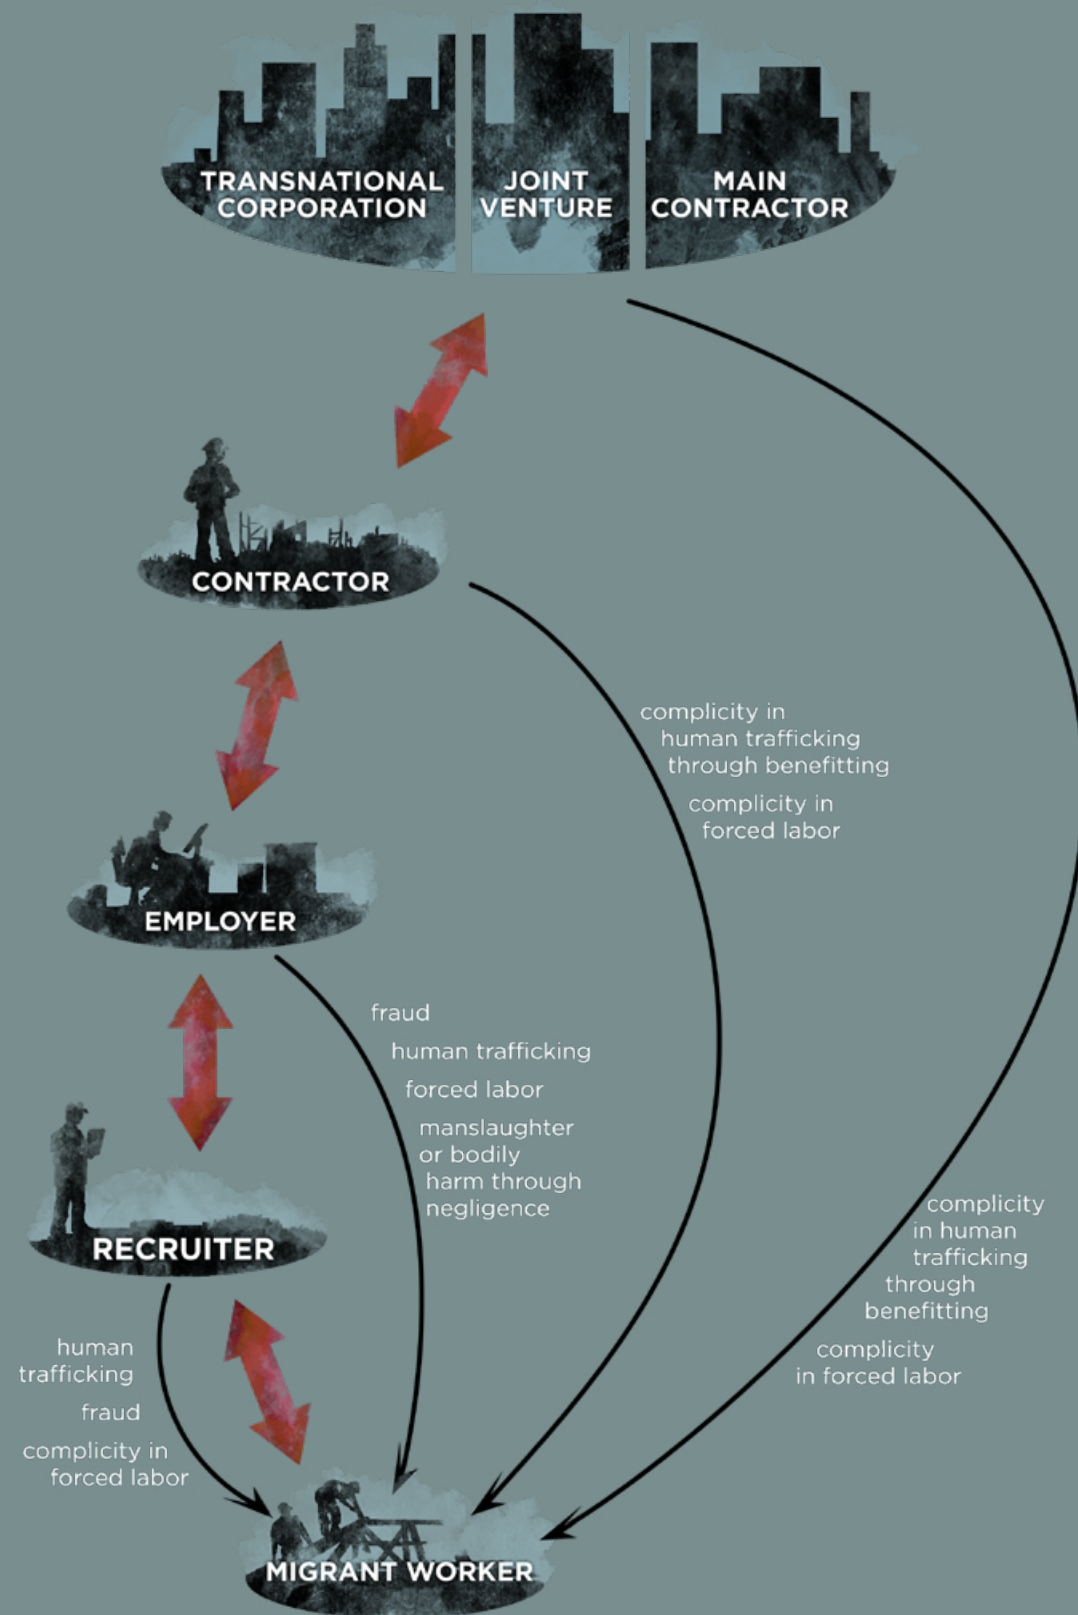 TRANSNATIONAL
CORPORATION
JOINT
VENTURE
MAIN
CONTRACTOR
CONTRACTOR
complicity in
human trafficking
through benefitting
complicity in
forced labor
EMPLOYER
fraud
human trafficking
forced labor
manslaughter
or bodily
harm through
negligence
complicity
in human
trafficking
through
benefitting
complicity
in forced labor
RECRUITER
human
trafficking
fraud
complicity in
forced labor
MIGRANT WORKER